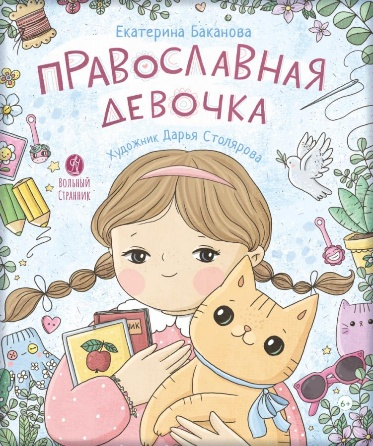 Екатерина Баканова
ПРАВОСЛАВНАЯ
ДЕВОЧКА
Художник Дарья Столярова
ВОЛЬНЫЙ
СТРАННИК
6+